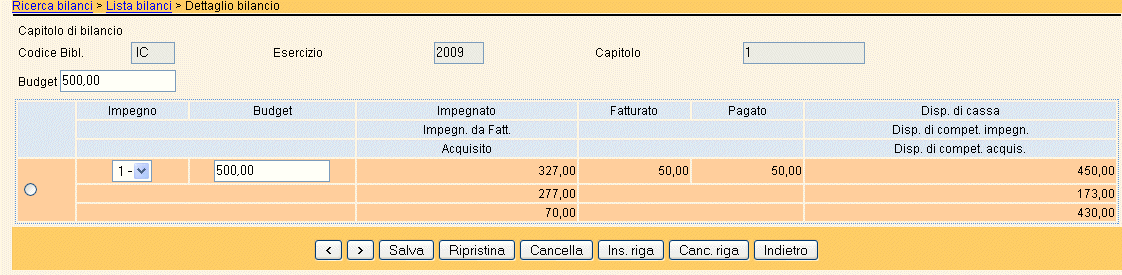 Ricerca bilanci > Lista bilanci > Dettaglio bilancio
Capitolo di bilancio
Codice Bibl. IC Esercizio 2009 Capitolo 1
Budget 500,00
Impegno Budget Impegnato Fatturato Pagato Disp. di cassa
Impegn. da Fatt. Disp. di compet. impegn.
Acquisito Disp. di compet. acquis.
1 - 500,00 327,00 50,00 50,00 450,00
277,00 173,00
70,00 430,00
< > Salva Ripristina Cancella Ins. riga Canc. riga Indietro